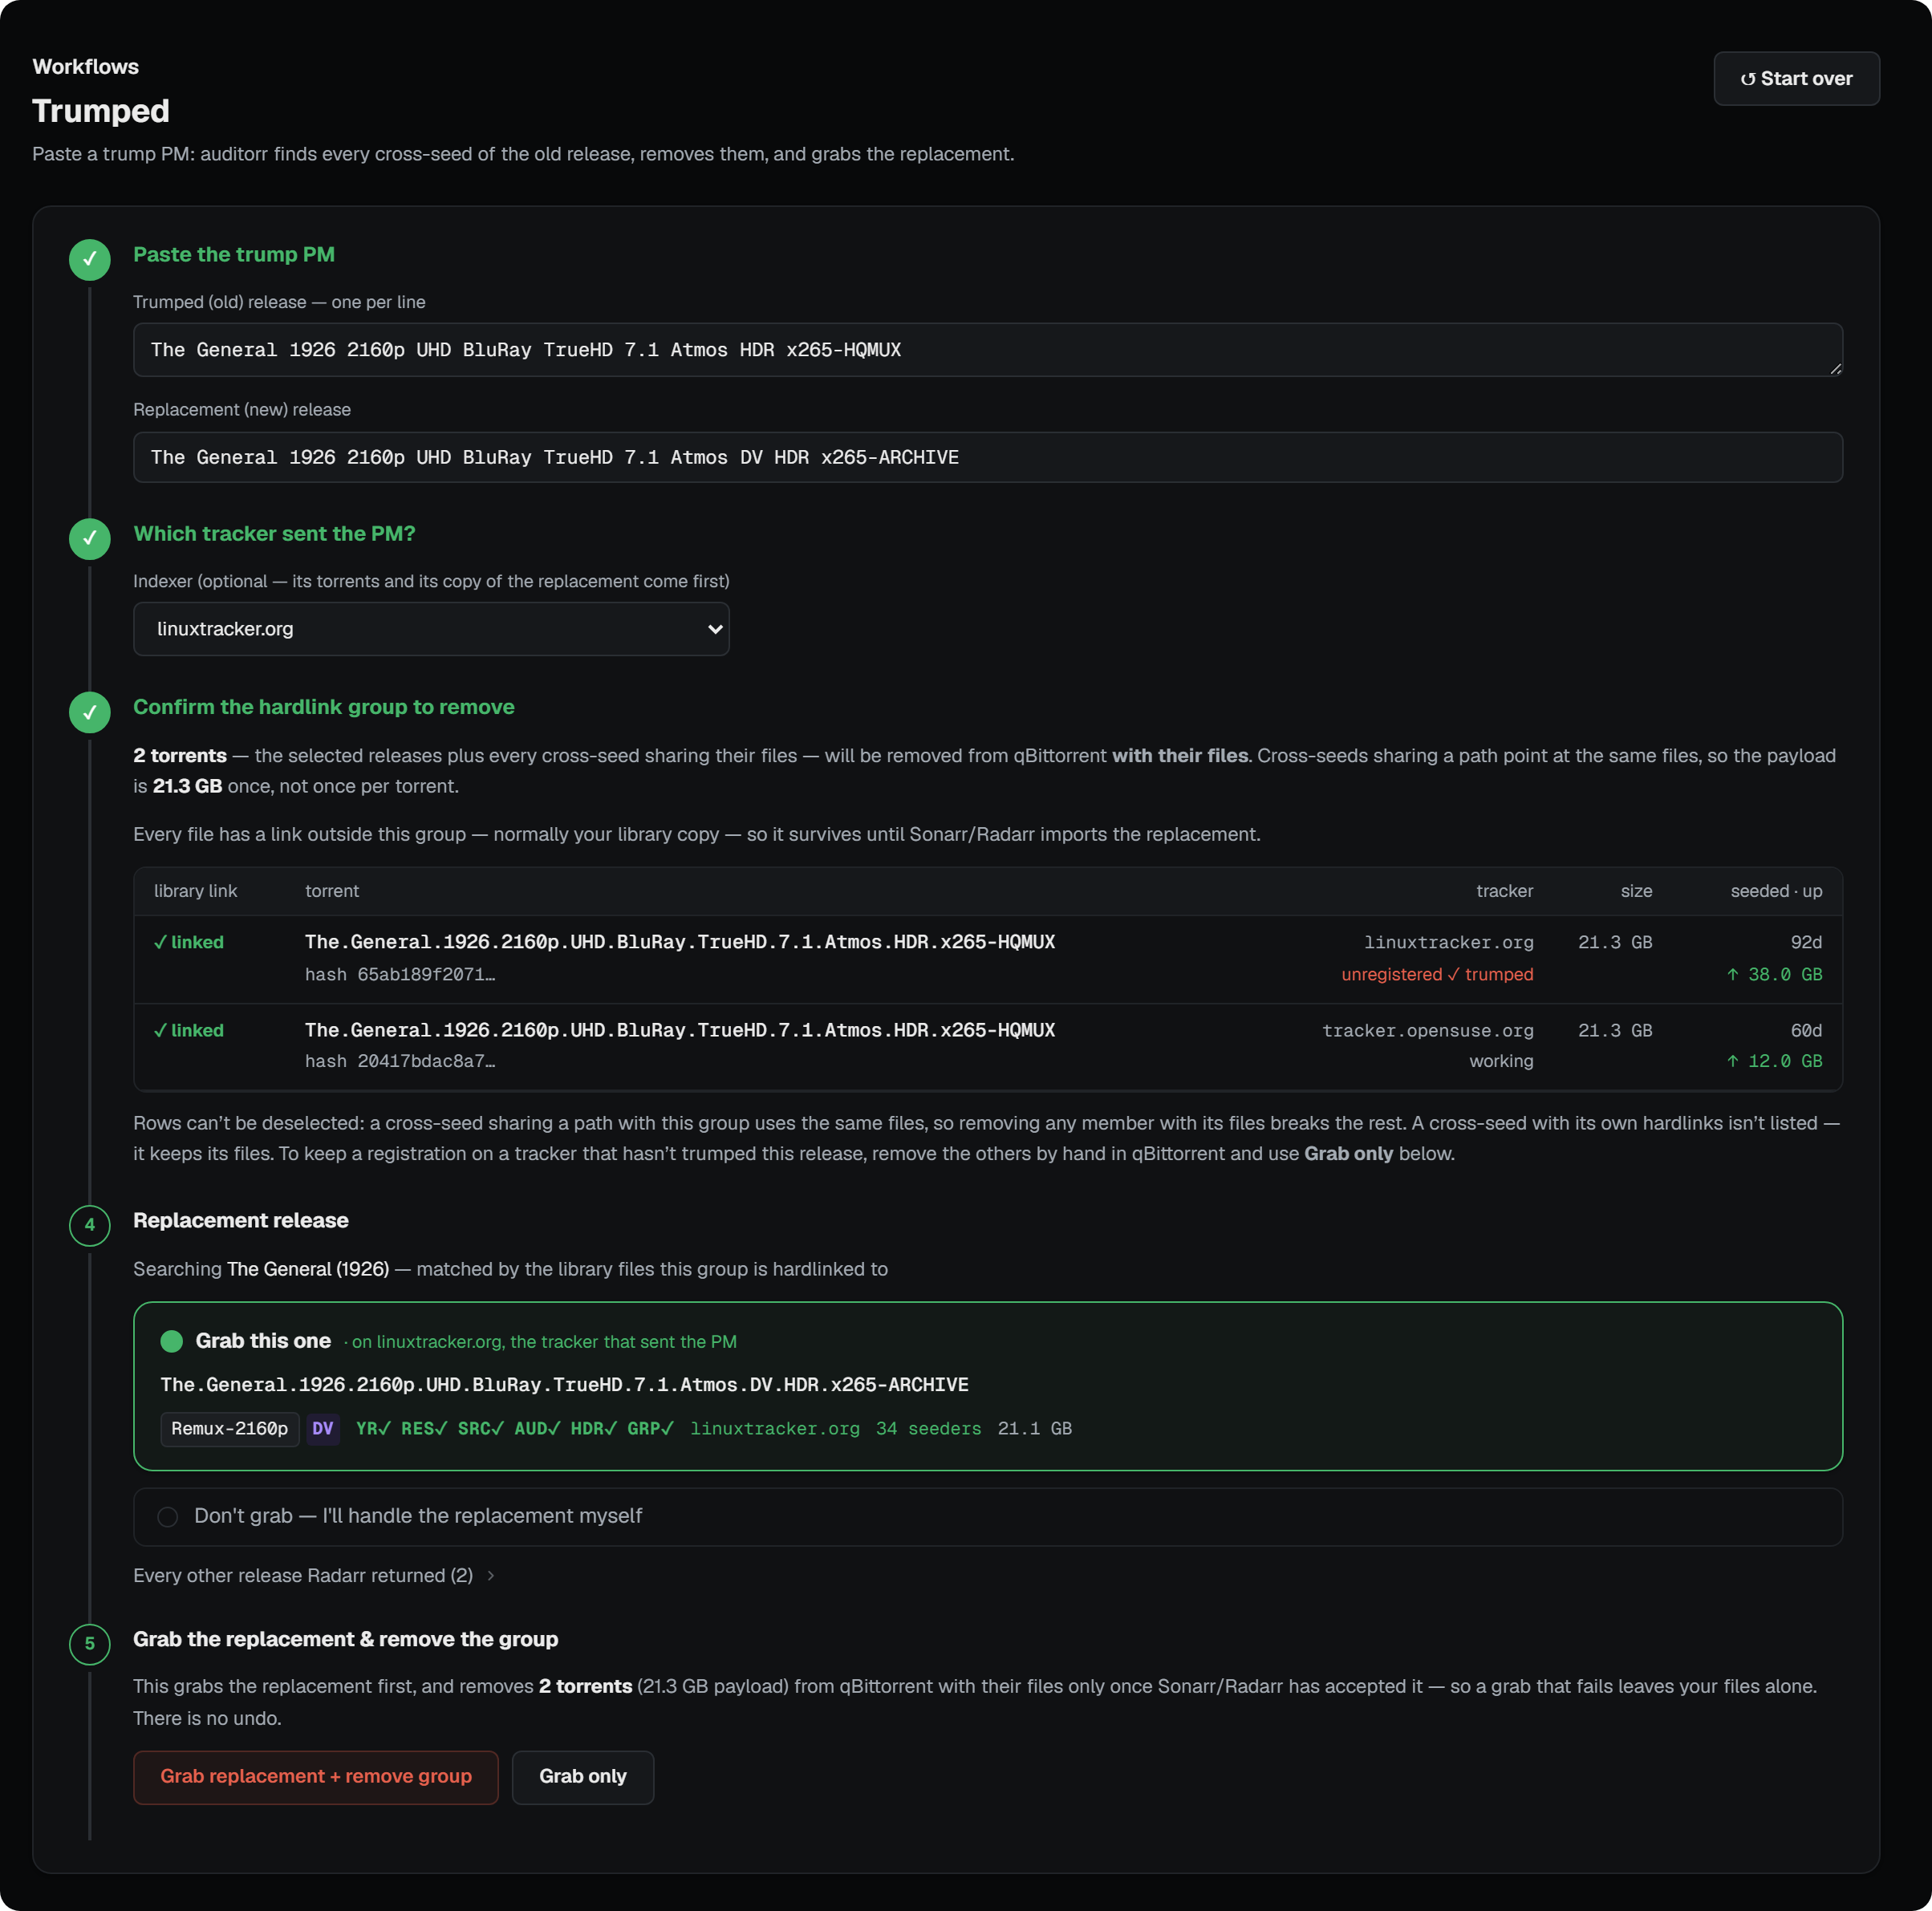 Workflows
↺ Start over
Trumped
Paste a trump PM: auditorr finds every cross-seed of the old release, removes them, and grabs the replacement.
✓ Paste the trump PM
Trumped (old) release — one per line
The General 1926 2160p UHD BluRay TrueHD 7.1 Atmos HDR x265-HQMUX
Replacement (new) release
The General 1926 2160p UHD BluRay TrueHD 7.1 Atmos DV HDR x265-ARCHIVE
✓ Which tracker sent the PM?
Indexer (optional — its torrents and its copy of the replacement come first)
linuxtracker.org
✓ Confirm the hardlink group to remove
2 torrents — the selected releases plus every cross-seed sharing their files — will be removed from qBittorrent with their files. Cross-seeds sharing a path point at the same files, so the payload
is 21.3 GB once, not once per torrent.
Every file has a link outside this group — normally your library copy — so it survives until Sonarr/Radarr imports the replacement.
library link torrent tracker size seeded · up
✓ linked The.General.1926.2160p.UHD.BluRay.TrueHD.7.1.Atmos.HDR.x265-HQMUX linuxtracker.org 21.3 GB 92d
hash 65ab189f2071… unregistered ✓ trumped ↑ 38.0 GB
✓ linked The.General.1926.2160p.UHD.BluRay.TrueHD.7.1.Atmos.HDR.x265-HQMUX tracker.opensuse.org 21.3 GB 60d
hash 20417bdac8a7… working ↑ 12.0 GB
Rows can’t be deselected: a cross-seed sharing a path with this group uses the same files, so removing any member with its files breaks the rest. A cross-seed with its own hardlinks isn’t listed —
it keeps its files. To keep a registration on a tracker that hasn’t trumped this release, remove the others by hand in qBittorrent and use Grab only below.
4 Replacement release
Searching The General (1926) — matched by the library files this group is hardlinked to
Grab this one · on linuxtracker.org, the tracker that sent the PM
The.General.1926.2160p.UHD.BluRay.TrueHD.7.1.Atmos.DV.HDR.x265-ARCHIVE
Remux-2160p DV YR✓ RES✓ SRC✓ AUD✓ HDR✓ GRP✓ linuxtracker.org 34 seeders 21.1 GB
Don't grab — I'll handle the replacement myself
Every other release Radarr returned (2) ›
5 Grab the replacement & remove the group
This grabs the replacement first, and removes 2 torrents (21.3 GB payload) from qBittorrent with their files only once Sonarr/Radarr has accepted it — so a grab that fails leaves your files alone.
There is no undo.
Grab replacement + remove group
Grab only